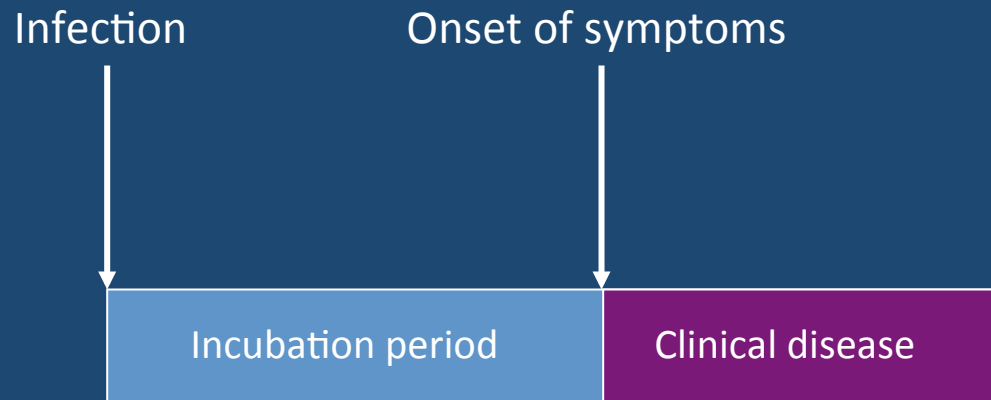 Infection
Onset of symptoms
Incubation period
Clinical disease